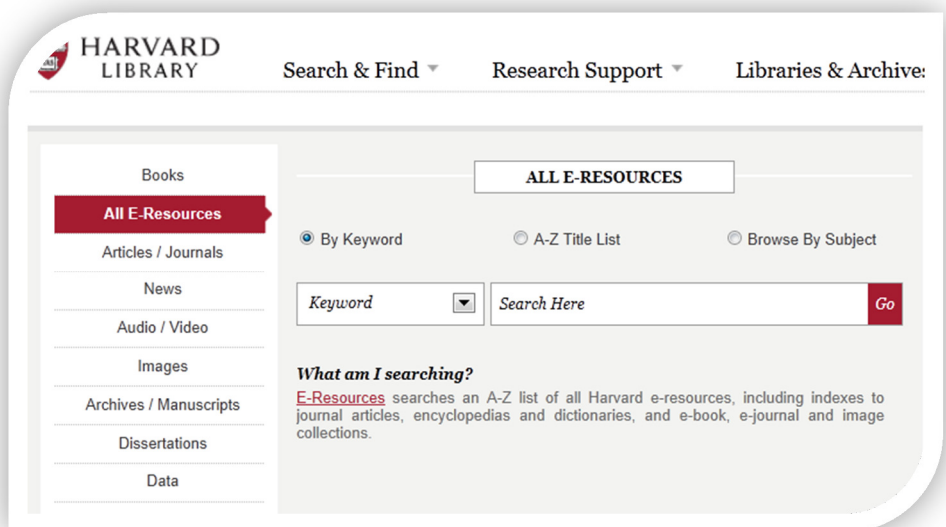 HARVARD
LIBRARY
Search & Find
Research Support
Libraries & Archives
Books
All E-Resources
Articles / Journals
News
Audio / Video
Images
Archives / Manuscripts
Dissertations
Data
ALL E-RESOURCES
By Keyword
A-Z Title List
Browse By Subject
Keyword
Search Here
Go
What am I searching?
E-Resources searches an A-Z list of all Harvard e-resources, including indexes to
journal articles, encyclopedias and dictionaries, and e-book, e-journal and image
collections.